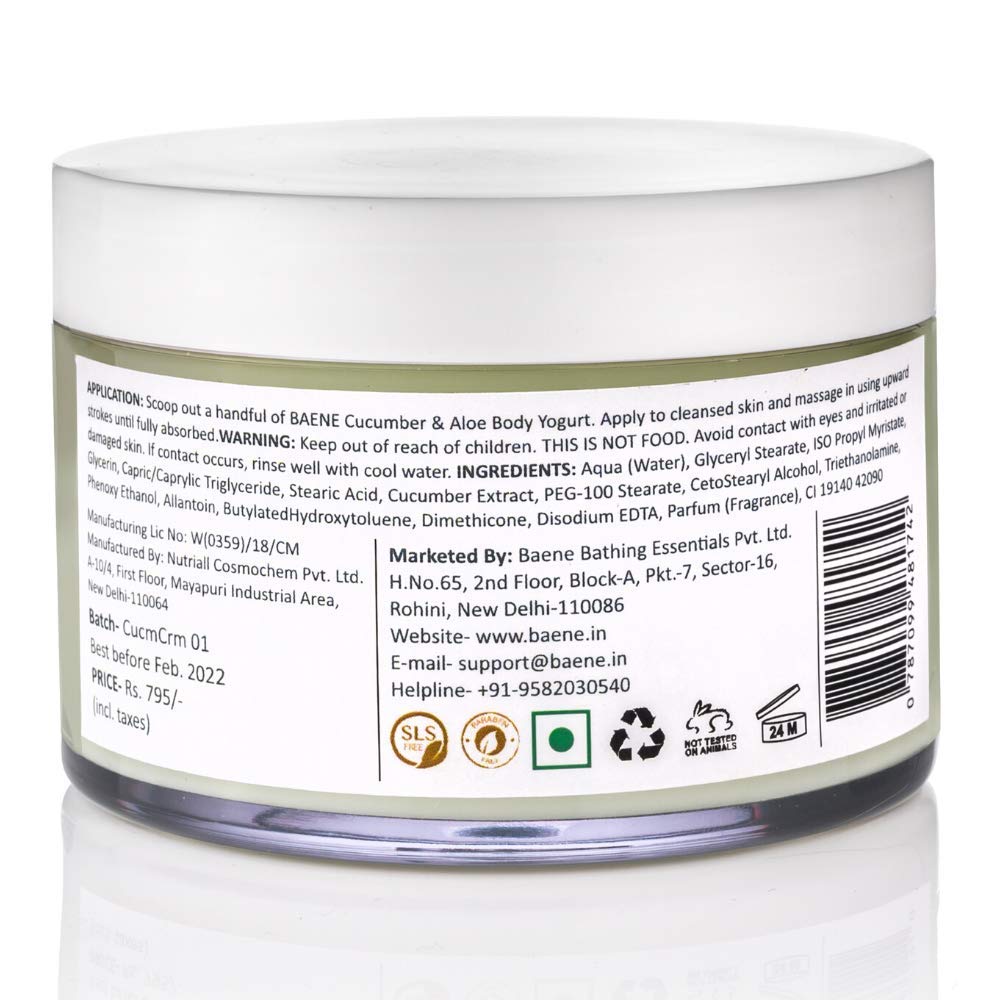 APPLICATION: Scoop out a handful of BAENE Cucumber & Aloe Body Yogurt. Apply to cleansed skin and massage in using upward
strokes until fully absorbed.WARNING: Keep out of reach of children. THIS IS NOT FOOD. Avoid contact with eyes and irritated or
damaged skin. If contact occurs, rinse well with cool water. INGREDIENTS: Aqua (Water), Glyceryl Stearate, ISO Propyl Myristate,
Glycerin, Capric/Caprylic Triglyceride, Stearic Acid, Cucumber Extract, PEG-100 Stearate, CetoStearyl Alcohol, Triethanolamine,
Phenoxy Ethanol, Allantoin, ButylatedHydroxytoluene, Dimethicone, Disodium EDTA, Parfum (Fragrance), CI 19140 42090
Manufacturing Lic No: W(0359)/18/CM
Manufactured By: Nutriall Cosmochem Pvt. Ltd.
A-10/4, First Floor, Mayapuri Industrial Area,
New Delhi-110064
Batch- CucmCrm 01
Best before Feb. 2022
PRICE- Rs. 795/-
(incl. taxes)
Marketed By: Baene Bathing Essentials Pvt. Ltd.
H.No.65, 2nd Floor, Block-A, Pkt.-7, Sector-16,
Rohini, New Delhi-110086
Website- www.baene.in
E-mail- support@baene.in
Helpline- +91-9582030540
SLS
FREE
PARABEN
FREE
NOT TESTED
ON ANIMALS
24 M
0 787099 481742